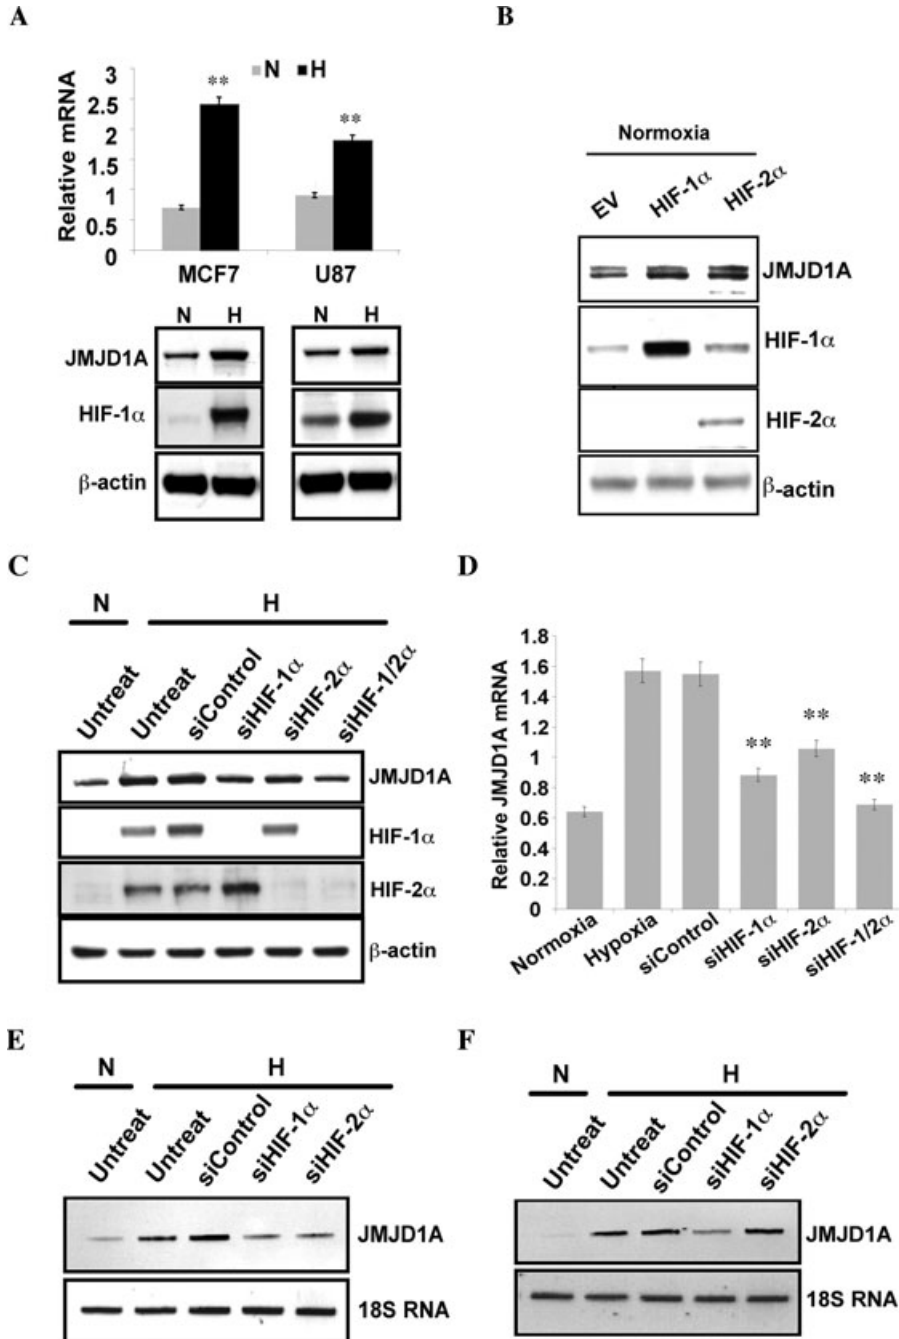 A
N H
** **
Relative mRNA
3
2.5
2
1.5
1
0.5
0
MCF7 U87
N H N H
JMJD1A
HIF-1α
β-actin
B
Normoxia
EV HIF-1α HIF-2α
JMJD1A
HIF-1α
HIF-2α
β-actin
C
N H
Untreat Untreat siControl siHIF-1α siHIF-2α siHIF-1/2α
JMJD1A
HIF-1α
HIF-2α
β-actin
D
Relative JMJD1A mRNA
1.8
1.6
1.4
1.2
1
0.8
0.6
0.4
0.2
0
** ** **
Normoxia Hypoxia siControl siHIF-1α siHIF-2α siHIF-1/2α
E
N H
Untreat Untreat siControl siHIF-1α siHIF-2α
JMJD1A
18S RNA
F
N H
Untreat Untreat siControl siHIF-1α siHIF-2α
JMJD1A
18S RNA